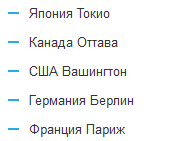 Япония Токио
Канада Оттава
США Вашингтон
Германия Берлин
Франция Париж